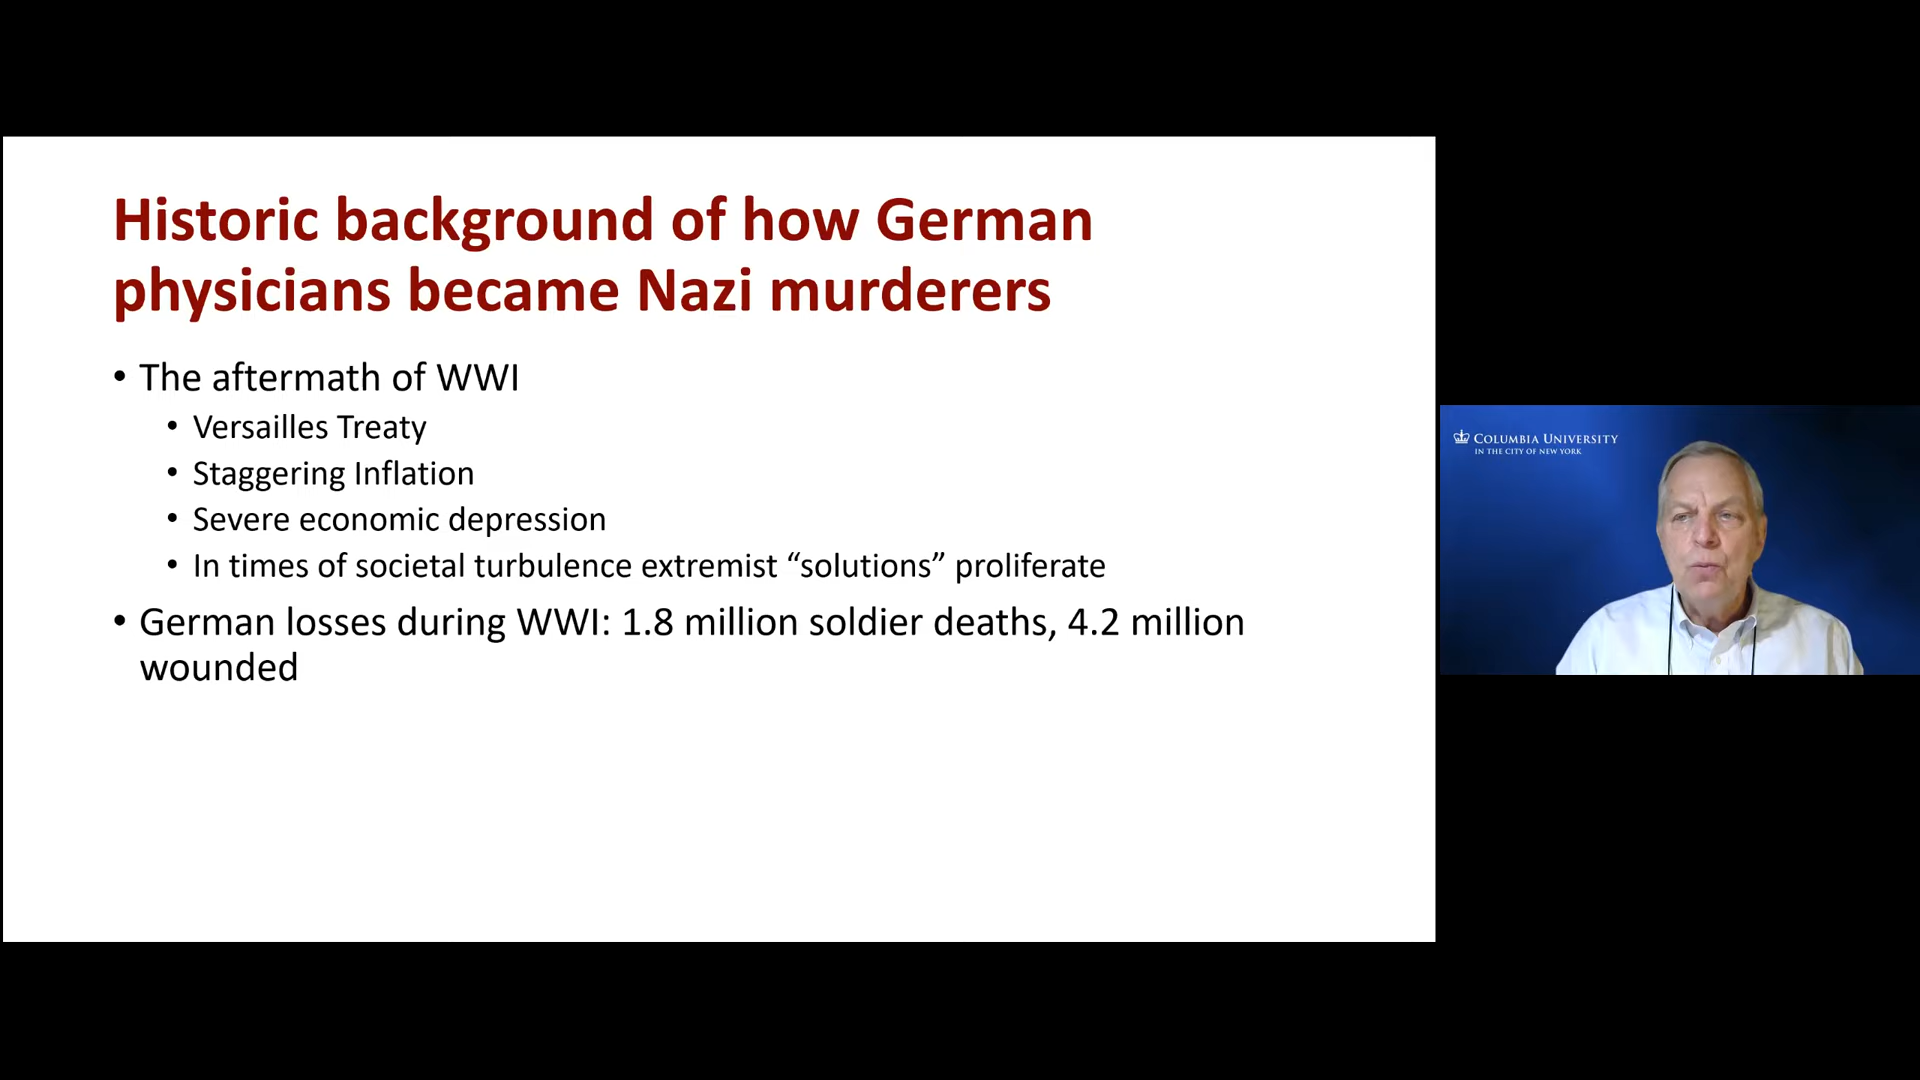 Historic background of how German
physicians became Nazi murderers
• The aftermath of WWI
• Versailles Treaty
• Staggering Inflation
• Severe economic depression
• In times of societal turbulence extremist “solutions” proliferate
• German losses during WWI: 1.8 million soldier deaths, 4.2 million
wounded
COLUMBIA UNIVERSITY
IN THE CITY OF NEW YORK